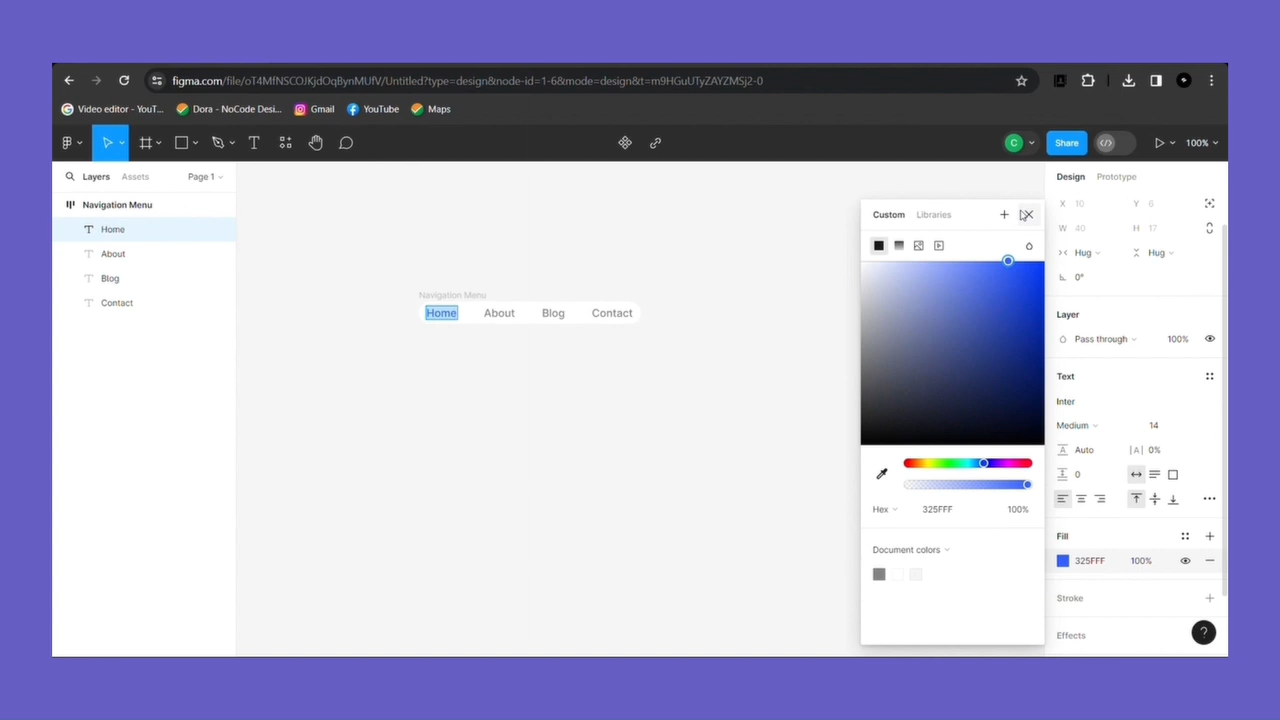 figma.com/file/oT4MfNSCOJKjdOqBynMUfV/Untitled?type=design&node-id=1-6&mode=design&t=m9HGuUTyZAYZMSj2-0
Video editor - YouT... Dora - NoCode Desi... Gmail YouTube Maps
C Share 100%
Layers Assets Page 1
Navigation Menu
Home
About
Blog
Contact
Navigation Menu
Home About Blog Contact
Custom Libraries
Hex 325FFF 100%
Document colors
Design Prototype
X 10 Y 6
W 40 H 17
Hug Hug
0°
Layer
Pass through 100%
Text
Inter
Medium 14
Auto |A| 0%
0
Fill
325FFF 100%
Stroke
Effects
?